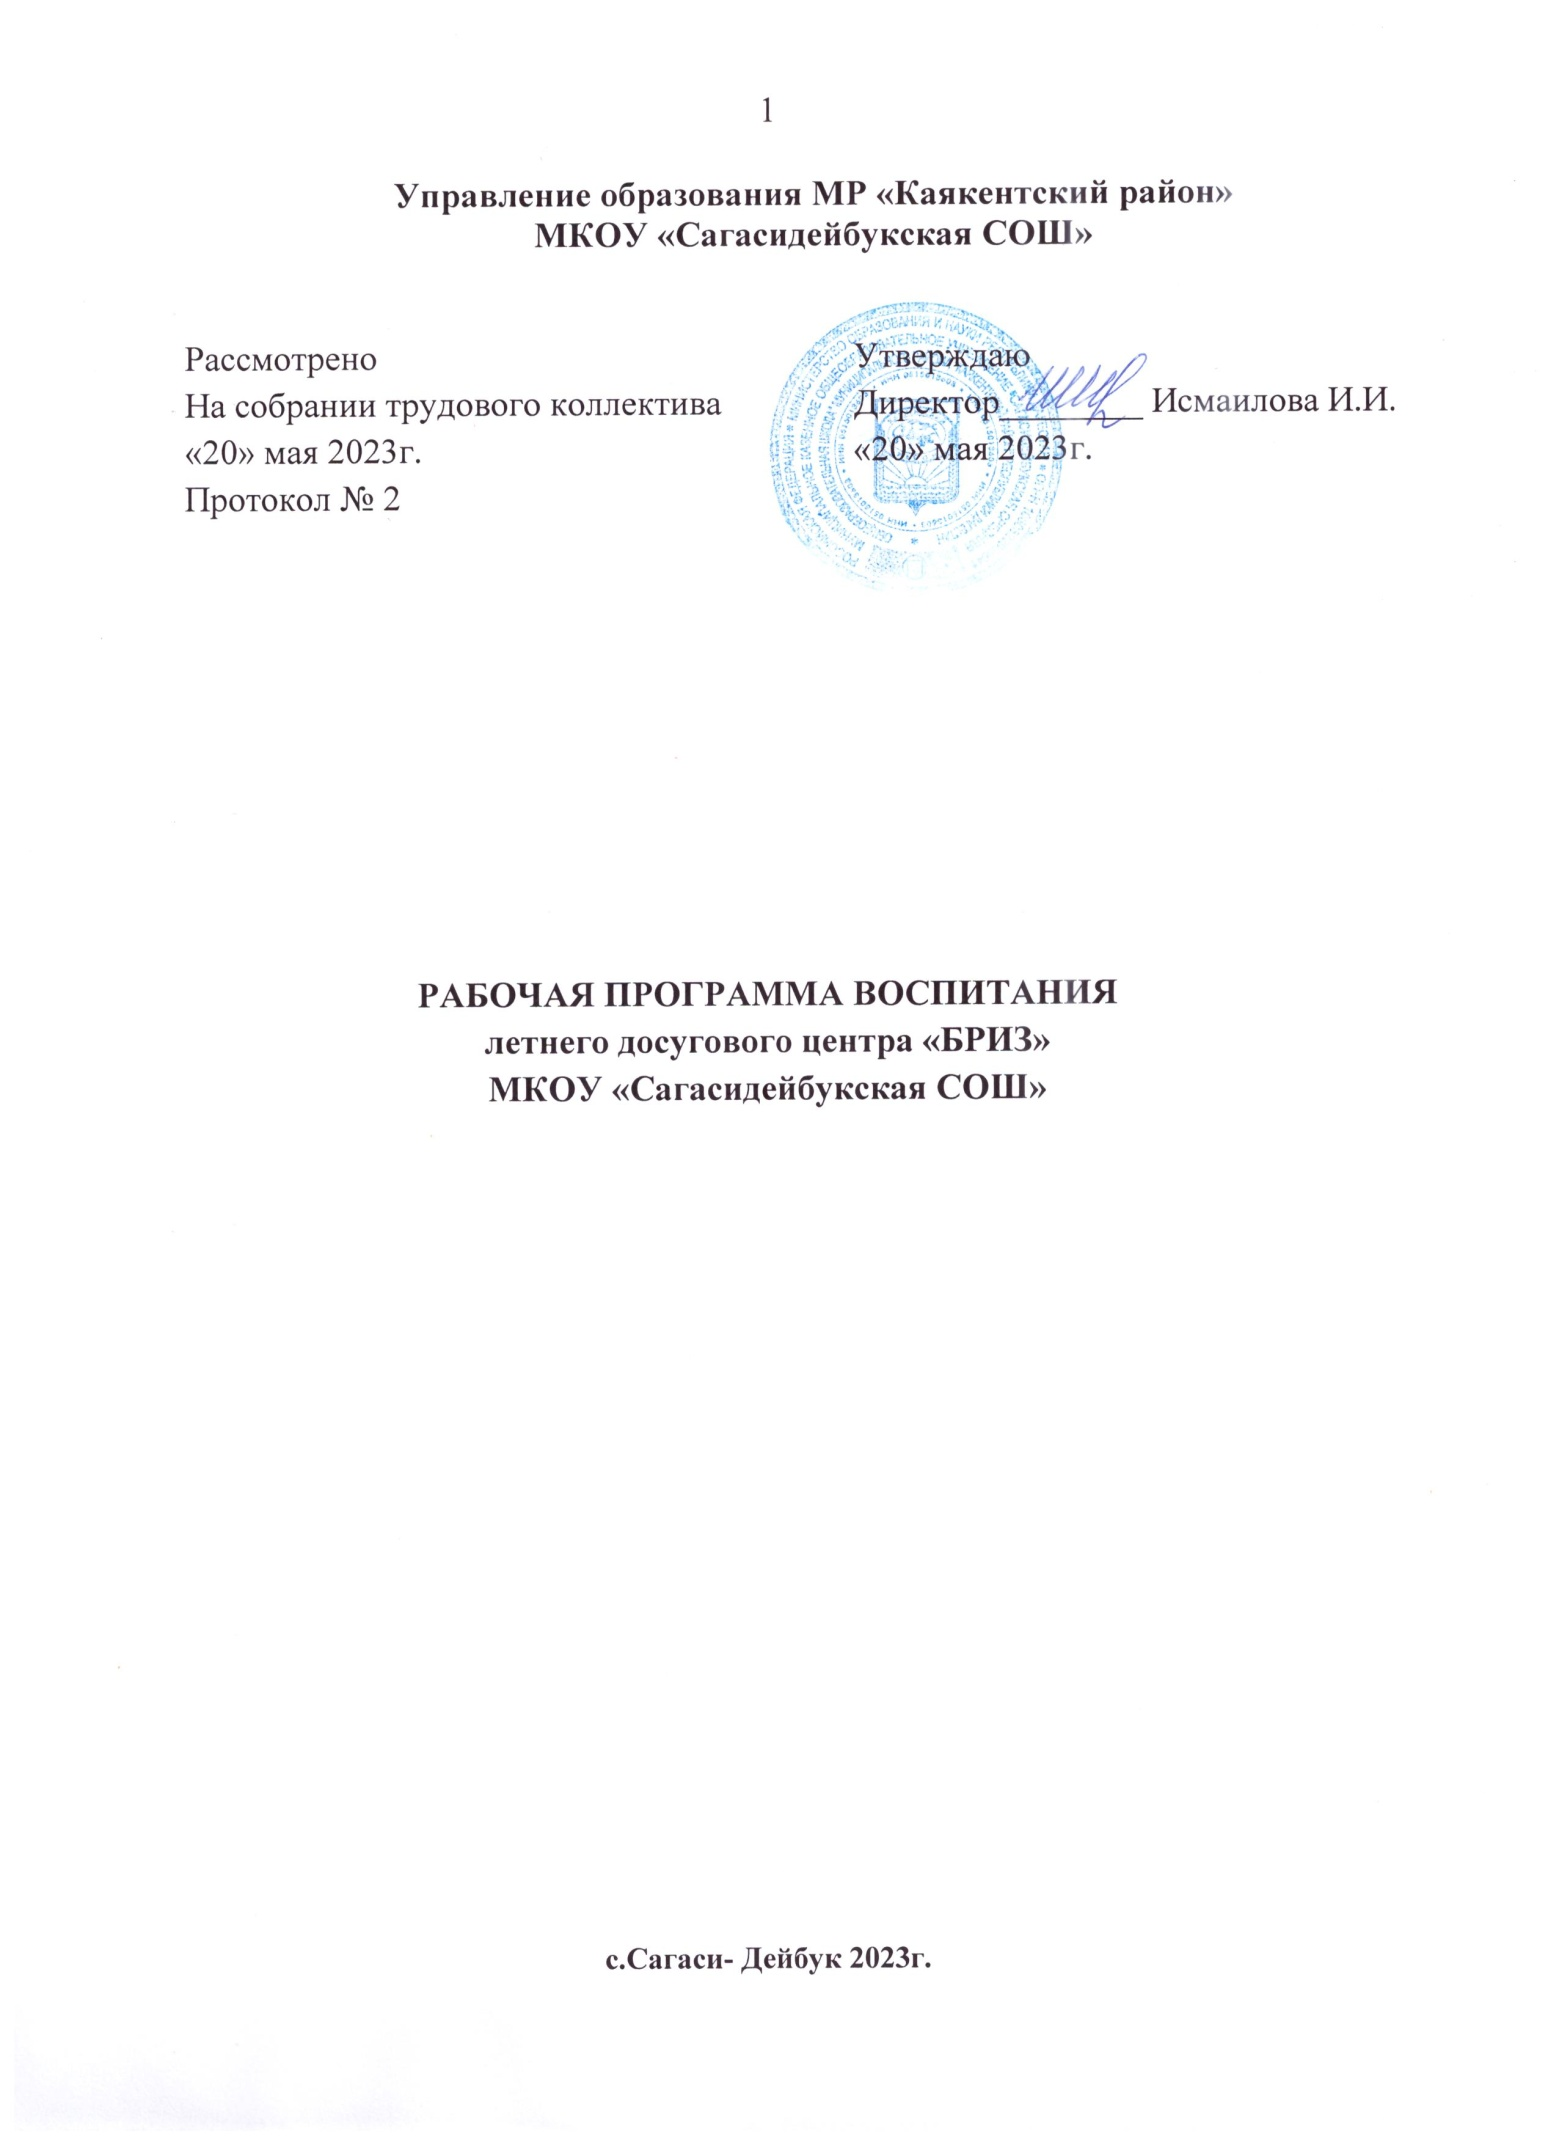 1
Управление образования МР «Каякентский район»
МКОУ «Сагасидейбукская СОШ»
Рассмотрено
На собрании трудового коллектива
«20» мая 2023г.
Протокол № 2
Утверждаю
Директор________ Исмаилова И.И.
«20» мая 2023г.
РАБОЧАЯ ПРОГРАММА ВОСПИТАНИЯ
летнего досугового центра «БРИЗ»
МКОУ «Сагасидейбукская СОШ»
с.Сагаси- Дейбук 2023г.